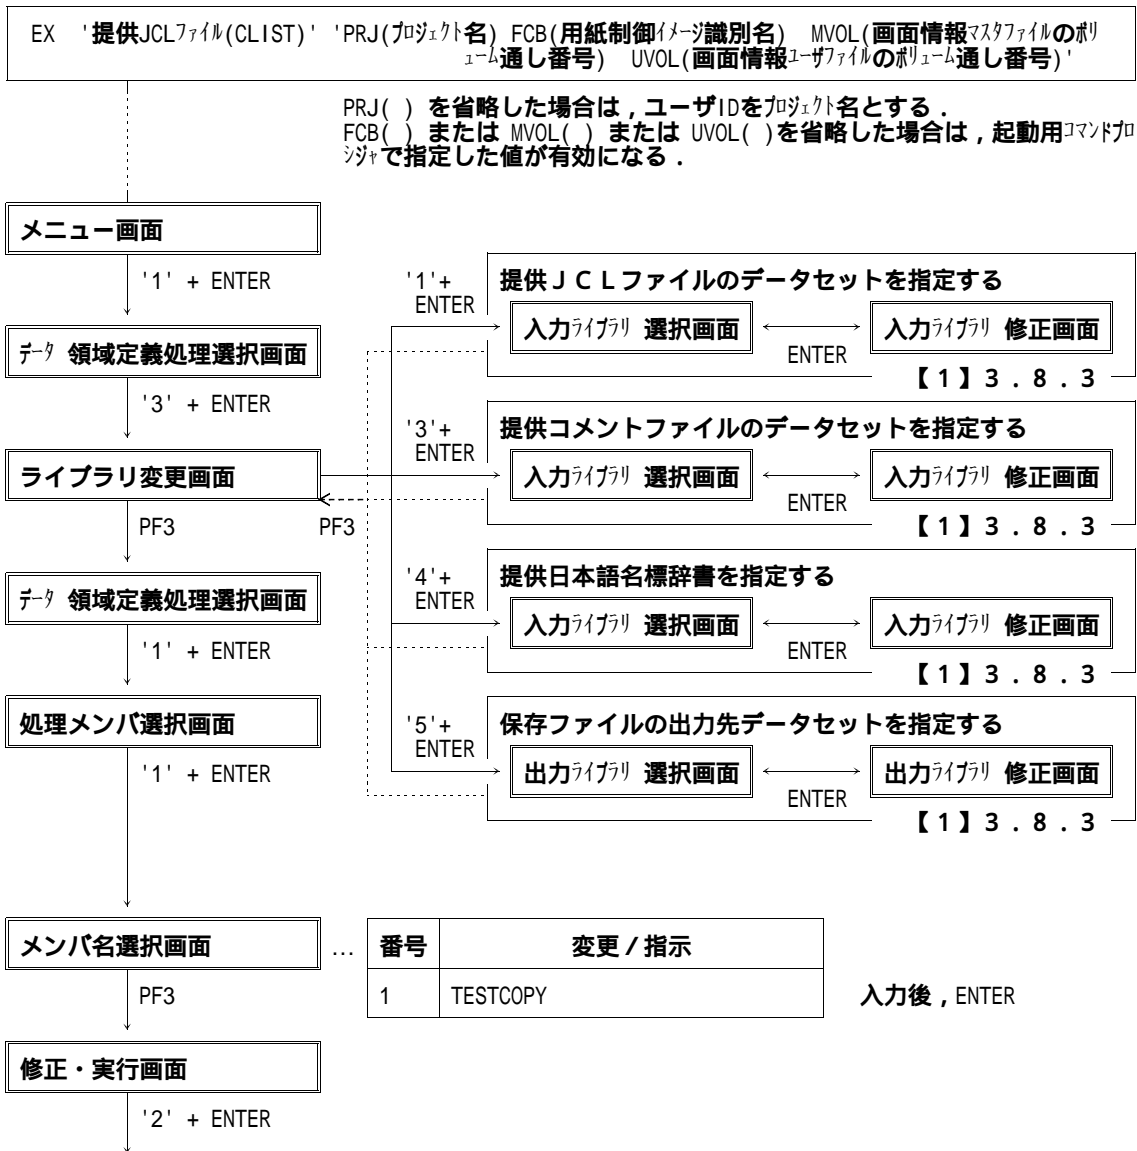 EX '提供JCLﾌｧｲﾙ(CLIST)' 'PRJ(ﾌﾟﾛｼﾞｪｸﾄ名) FCB(用紙制御ｲﾒｰｼﾞ識別名) MVOL(画面情報ﾏｽﾀﾌｧｲﾙのﾎﾞﾘ
ｭｰﾑ通し番号) UVOL(画面情報ﾕｰｻﾞﾌｧｲﾙのﾎﾞﾘｭｰﾑ通し番号)'
PRJ( ) を省略した場合は，ユーザIDをﾌﾟﾛｼﾞｪｸﾄ名とする．
FCB( ) または MVOL( ) または UVOL( )を省略した場合は，起動用ｺﾏﾝﾄﾞﾌﾟﾛ
ｼｼﾞｬで指定した値が有効になる．
メニュー画面
'1' + ENTER
ﾃﾞｰﾀ 領域定義処理選択画面
'3' + ENTER
ライブラリ変更画面
PF3
PF3
ﾃﾞｰﾀ 領域定義処理選択画面
'1' + ENTER
処理メンバ選択画面
'1' + ENTER
'1'+
ENTER
提供ＪＣＬファイルのデータセットを指定する
入力ﾗｲﾌﾞﾗﾘ 選択画面
ENTER
入力ﾗｲﾌﾞﾗﾘ 修正画面
【１】３．８．３
'3'+
ENTER
提供コメントファイルのデータセットを指定する
入力ﾗｲﾌﾞﾗﾘ 選択画面
ENTER
入力ﾗｲﾌﾞﾗﾘ 修正画面
【１】３．８．３
'4'+
ENTER
提供日本語名標辞書を指定する
入力ﾗｲﾌﾞﾗﾘ 選択画面
ENTER
入力ﾗｲﾌﾞﾗﾘ 修正画面
【１】３．８．３
'5'+
ENTER
保存ファイルの出力先データセットを指定する
出力ﾗｲﾌﾞﾗﾘ 選択画面
ENTER
出力ﾗｲﾌﾞﾗﾘ 修正画面
【１】３．８．３
メンバ名選択画面 … 番号 変更／指示
1 TESTCOPY 入力後，ENTER
PF3
修正・実行画面
'2' + ENTER